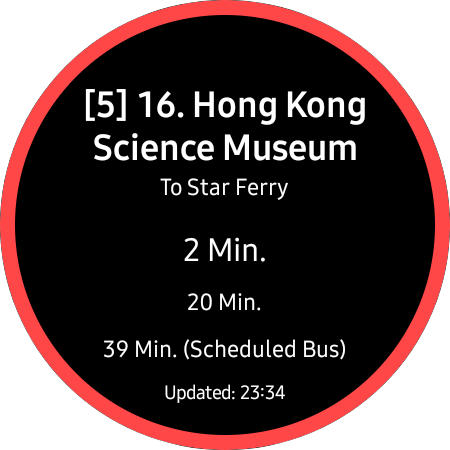 [5] 16. Hong Kong
Science Museum
To Star Ferry
2 Min.
20 Min.
39 Min. (Scheduled Bus)
Updated: 23:34